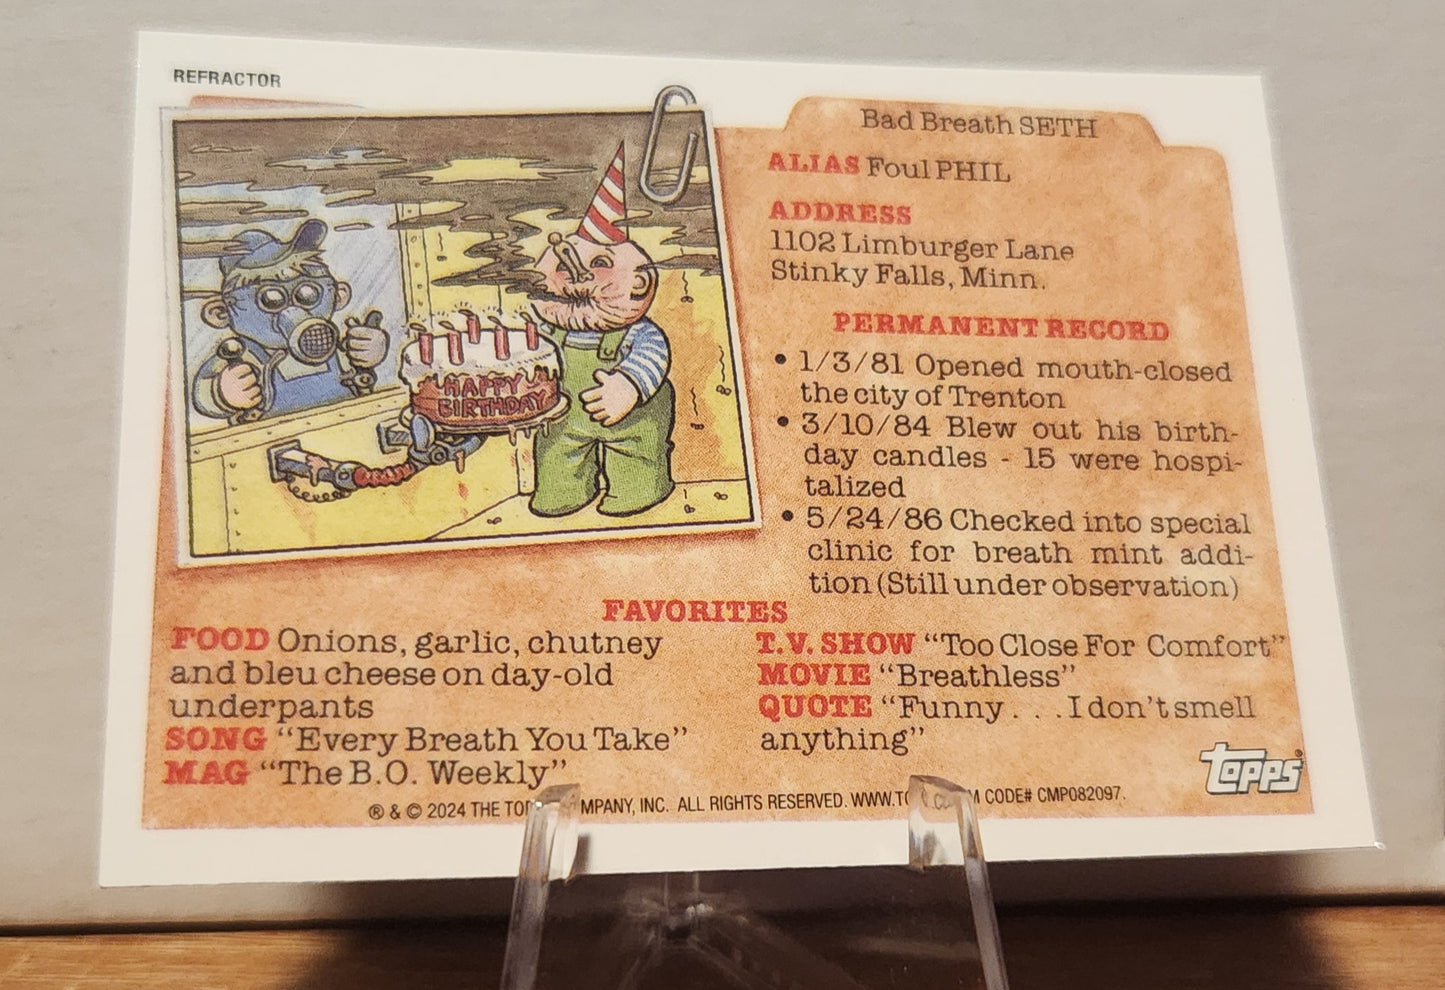 REFRACTOR
Bad Breath SETH
ALIAS Foul PHIL
ADDRESS
1102 Limburger Lane
Stinky Falls, Minn.
PERMANENT RECORD
• 1/3/81 Opened mouth-closed
the city of Trenton
• 3/10/84 Blew out his birth-
day candles - 15 were hospi-
talized
• 5/24/86 Checked into special
clinic for breath mint addi-
tion (Still under observation)
HAPPY
BIRTHDAY
FAVORITES
FOOD Onions, garlic, chutney
and bleu cheese on day-old
underpants
SONG "Every Breath You Take"
MAG "The B.O. Weekly"
T.V. SHOW "Too Close For Comfort"
MOVIE "Breathless"
QUOTE "Funny . . . I don't smell
anything"
topps®
® & © 2024 THE INC. ALL RIGHTS RESERVED. CODE# CMP082097.